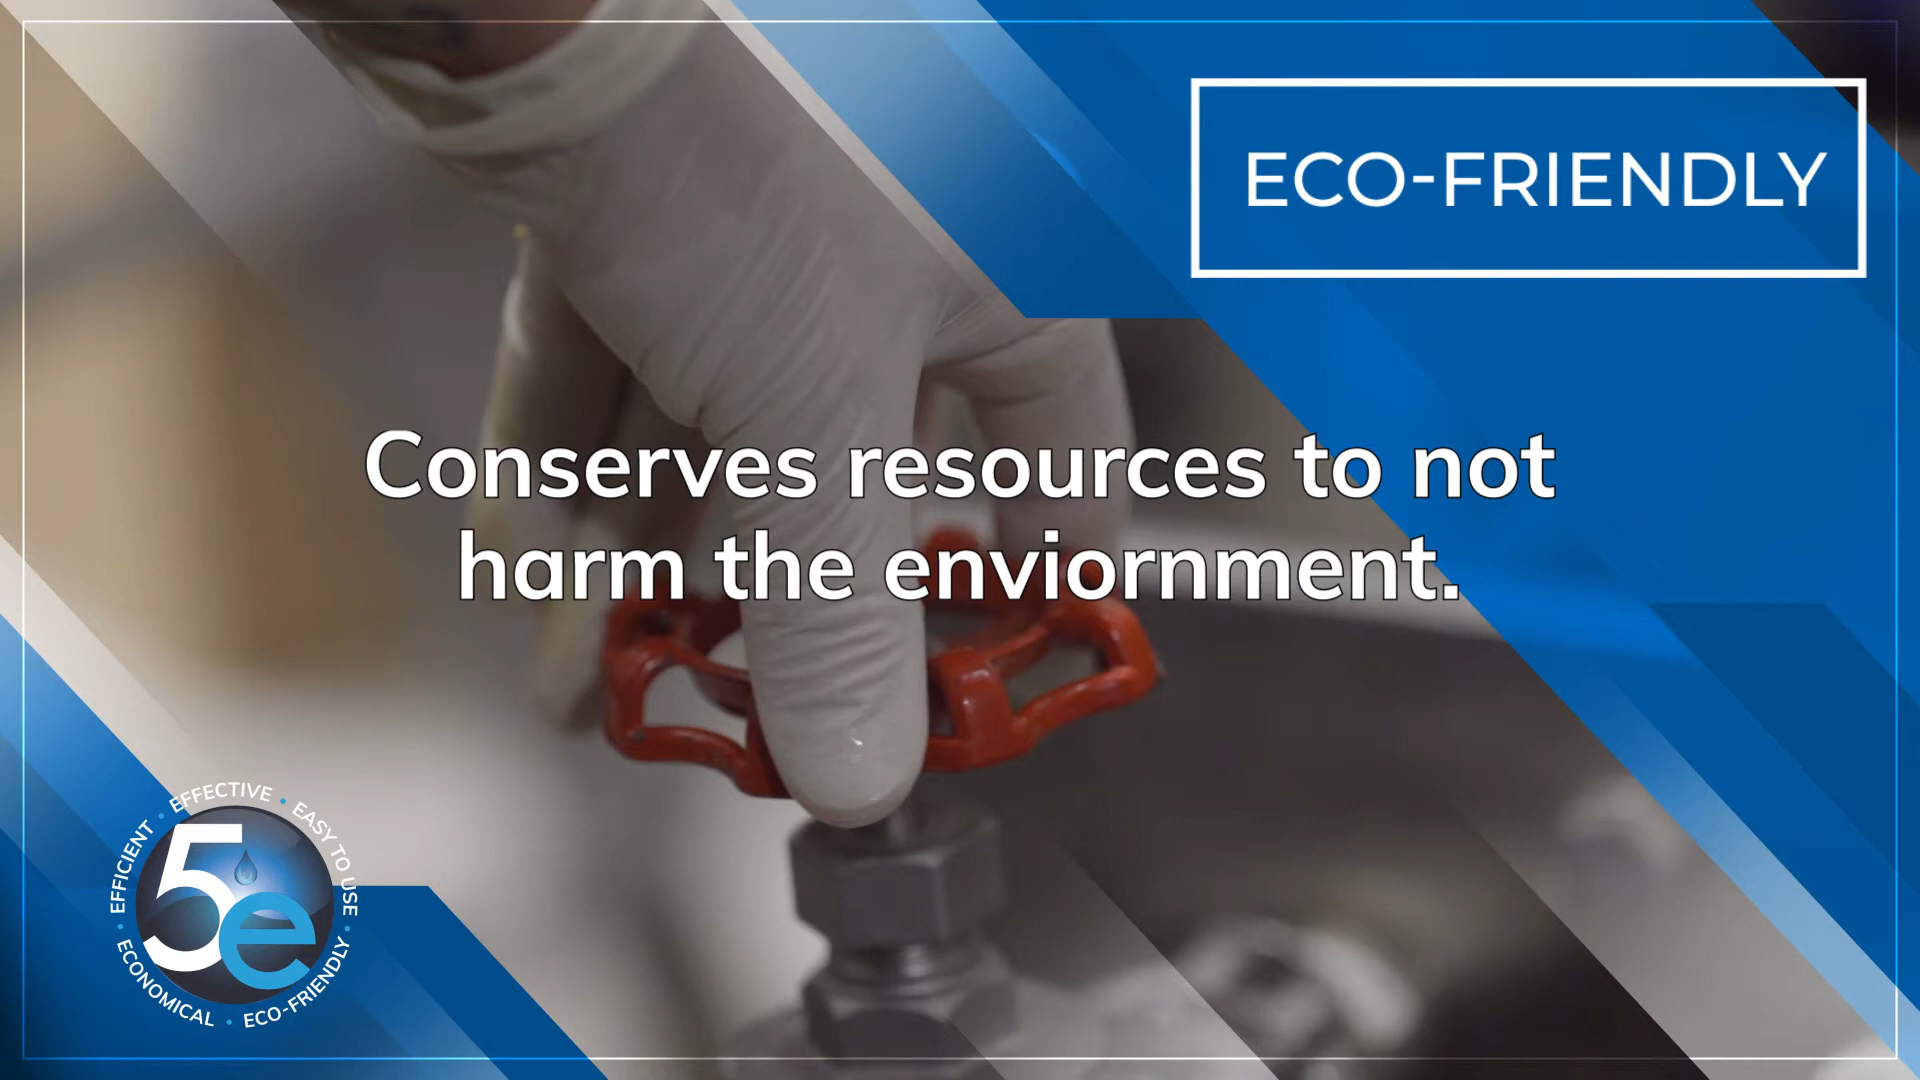 ECO-FRIENDLY
Conserves resources to not
harm the enviornment.
EFFICIENT • EFFECTIVE • EASY TO USE • ECO-FRIENDLY • ECONOMICAL •
5e